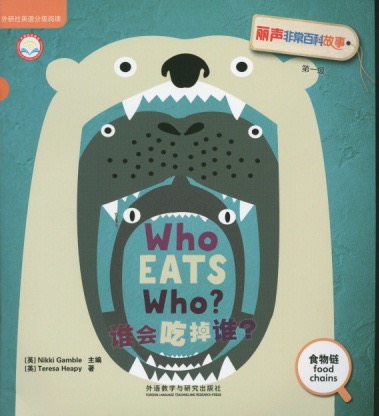 外研社英语分级阅读
丽声非常百科故事
第一级
Who
EATS
Who?
谁会吃掉谁?
[英] Nikki Gamble 主编
[英] Teresa Heapy 著
食物链
food
chains
外语教学与研究出版社
FOREIGN LANGUAGE TEACHING AND RESEARCH PRESS